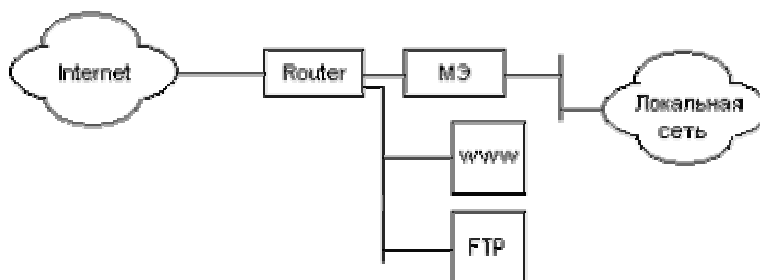 Internet
Router
МЭ
Локальная
сеть
WWW
FTP